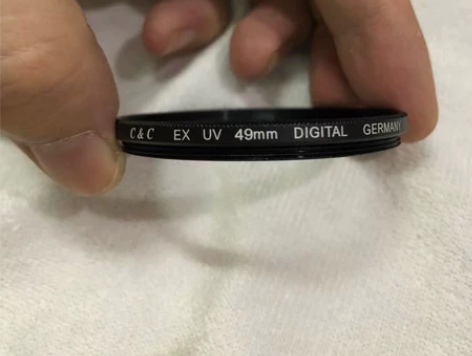 C&C EX UV 49mm DIGITAL GERMANY